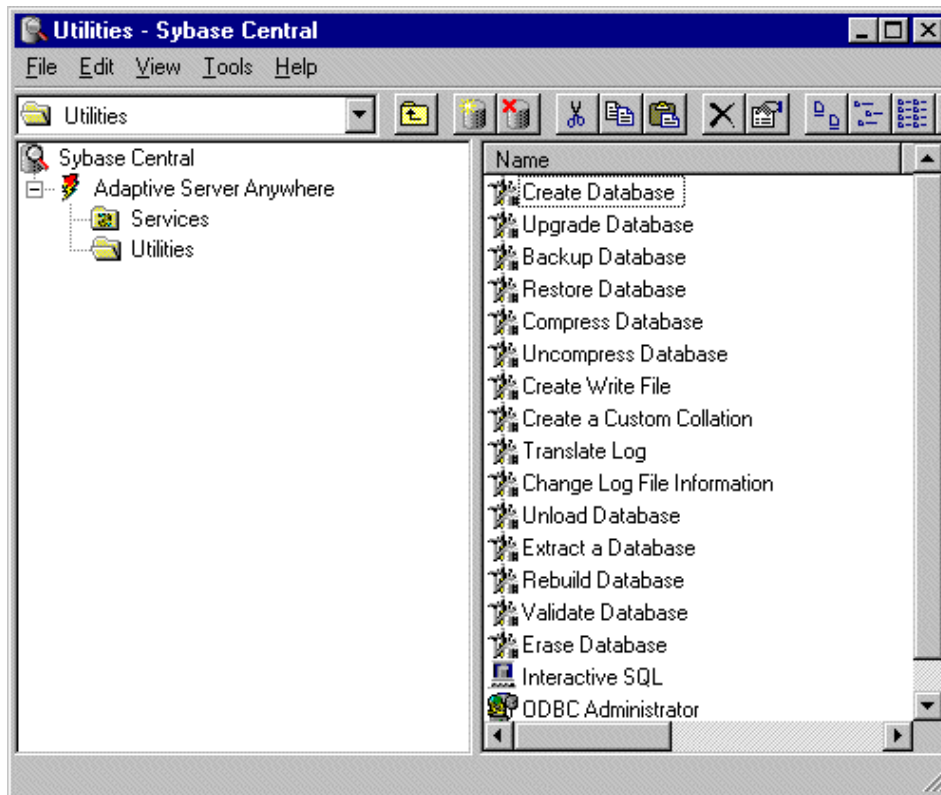 Utilities - Sybase Central
File Edit View Tools Help
Utilities
Sybase Central
Adaptive Server Anywhere
Services
Utilities
Name
Create Database
Upgrade Database
Backup Database
Restore Database
Compress Database
Uncompress Database
Create Write File
Create a Custom Collation
Translate Log
Change Log File Information
Unload Database
Extract a Database
Rebuild Database
Validate Database
Erase Database
Interactive SQL
ODBC Administrator